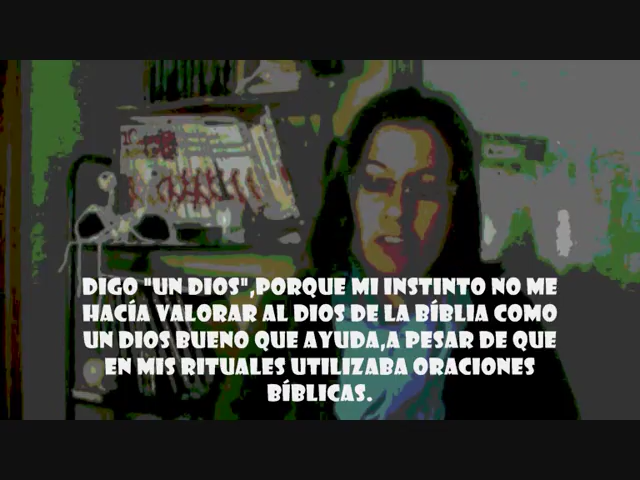 DIGO "UN DIOS",PORQUE MI INSTINTO NO ME
HACÍA VALORAR AL DIOS DE LA BÍBLIA COMO
UN DIOS BUENO QUE AYUDA,A PESAR DE QUE
EN MIS RITUALES UTILIZABA ORACIONES
BÍBLICAS.